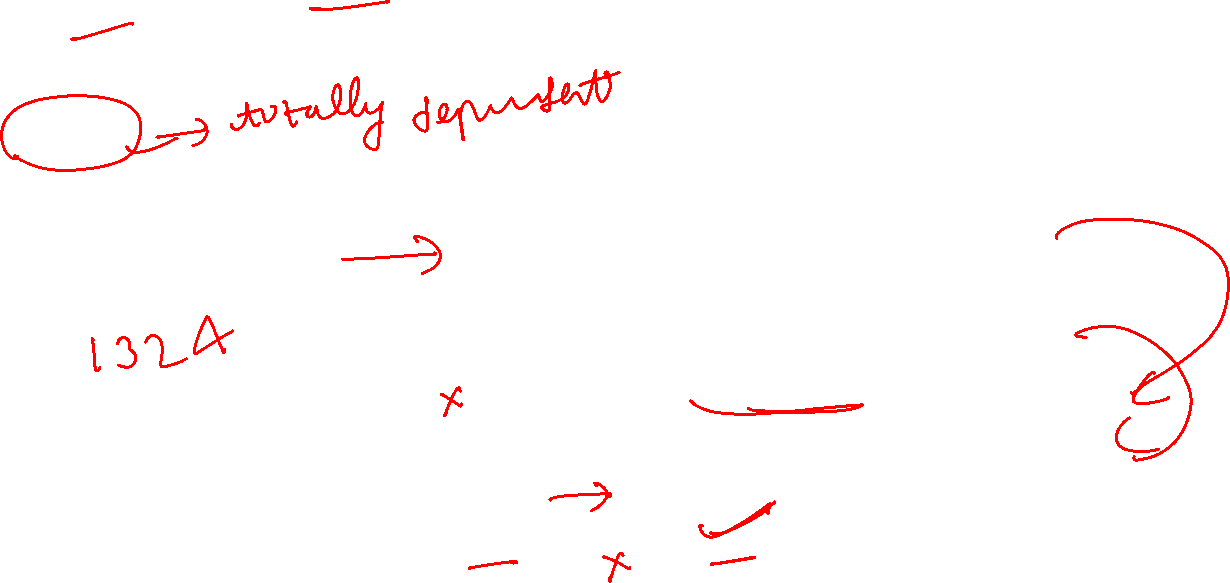 → totally dependent
→
1324
×
→
— × —